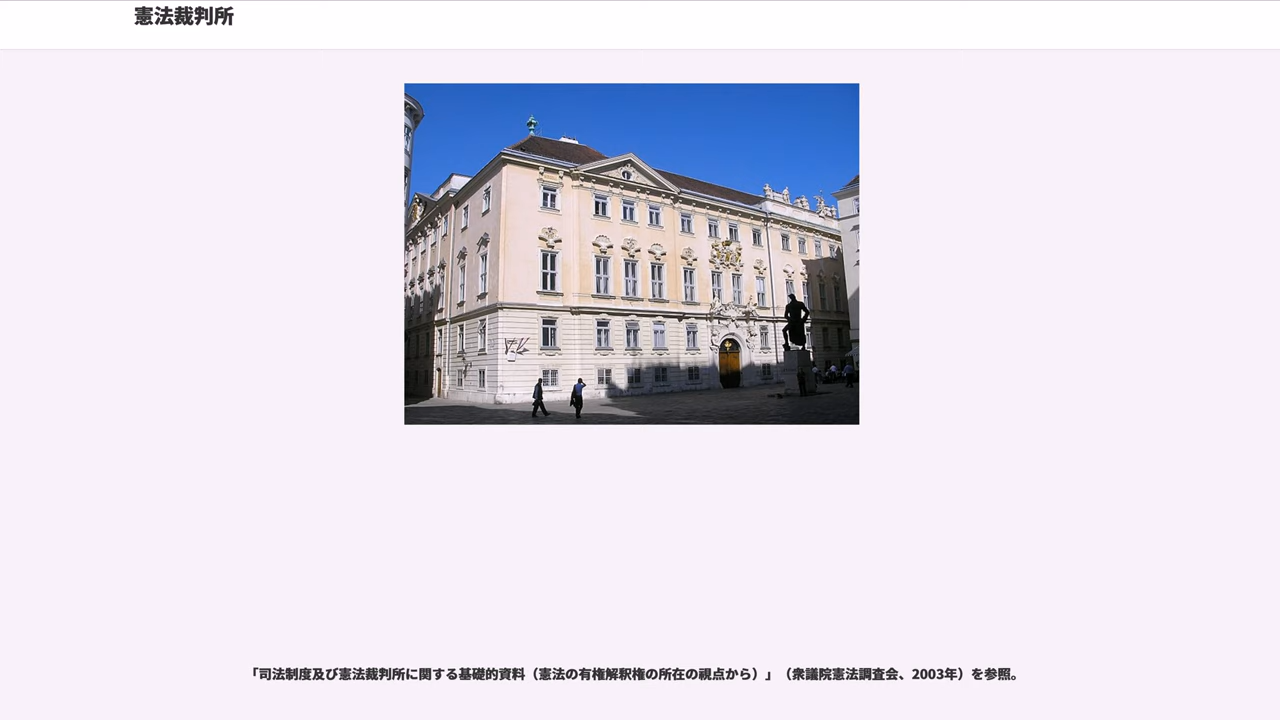 憲法裁判所
「司法制度及び憲法裁判所に関する基礎的資料（憲法の有権解釈権の所在の視点から）」（衆議院憲法調査会、2003年）を参照。